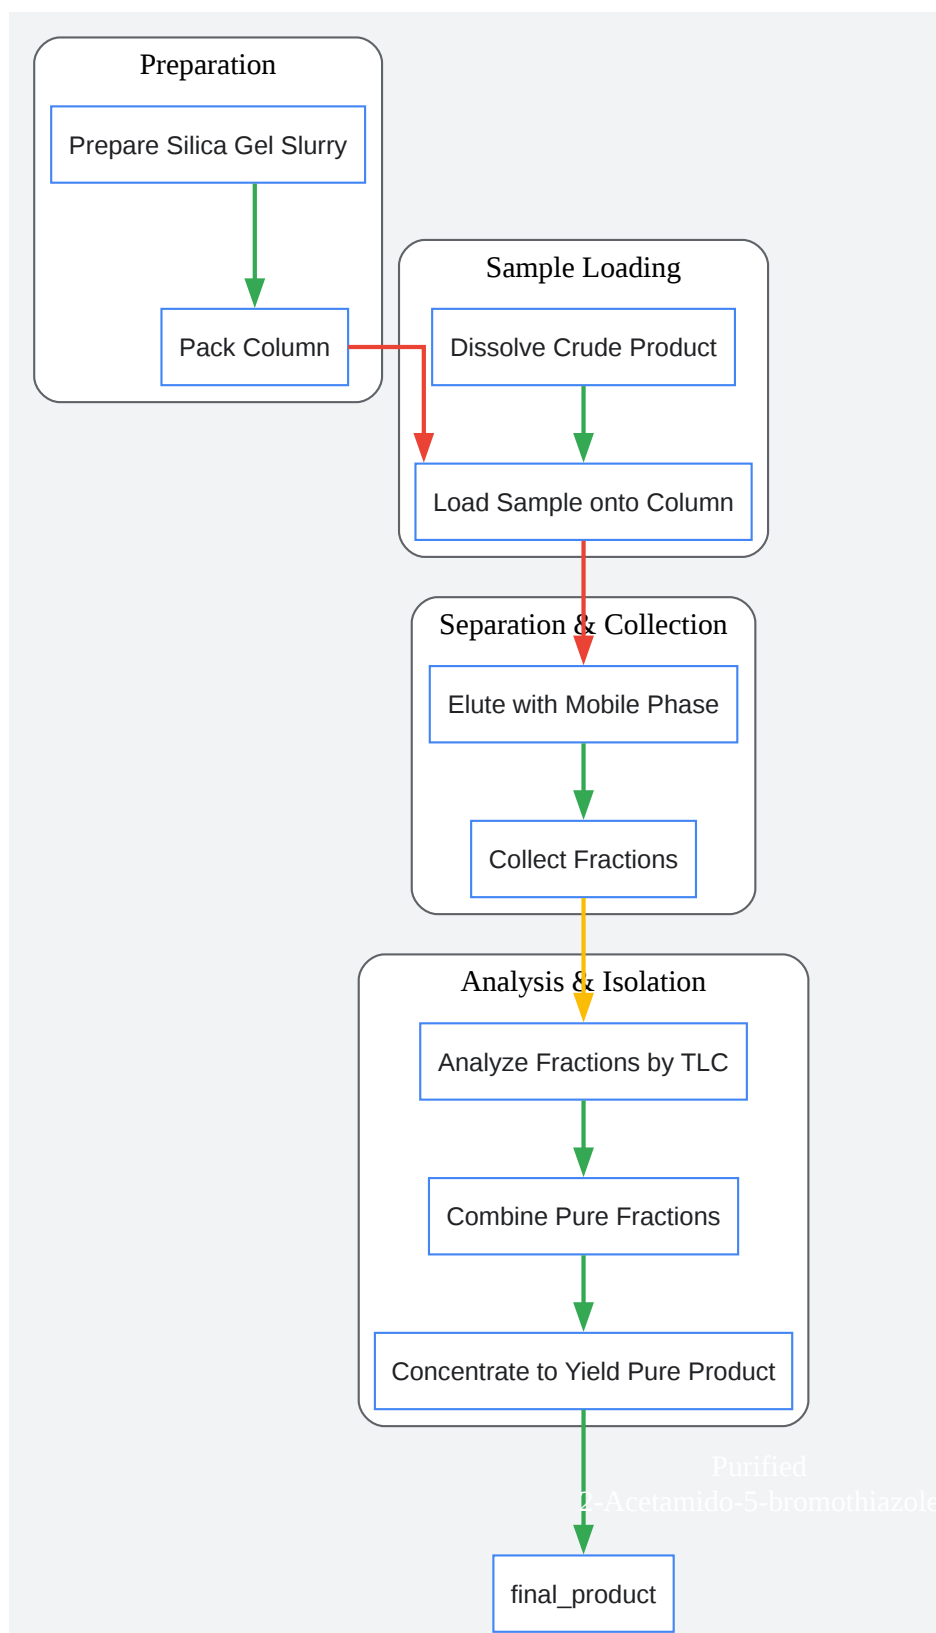 Preparation
Prepare Silica Gel Slurry
Pack Column
Sample Loading
Dissolve Crude Product
Load Sample onto Column
Separation & Collection
Elute with Mobile Phase
Collect Fractions
Analysis & Isolation
Analyze Fractions by TLC
Combine Pure Fractions
Concentrate to Yield Pure Product
Purified
2-Acetamido-5-bromothiazole
final_product